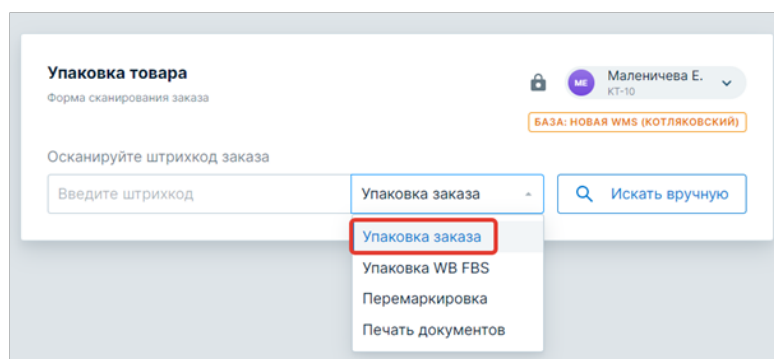 Упаковка товара
Форма сканирования заказа
ME
Маленичева Е.
КТ-10
БАЗА: НОВАЯ WMS (КОТЛЯКОВСКИЙ)
Осканируйте штрихкод заказа
Введите штрихкод
Упаковка заказа
Искать вручную
Упаковка заказа
Упаковка WB FBS
Перемаркировка
Печать документов